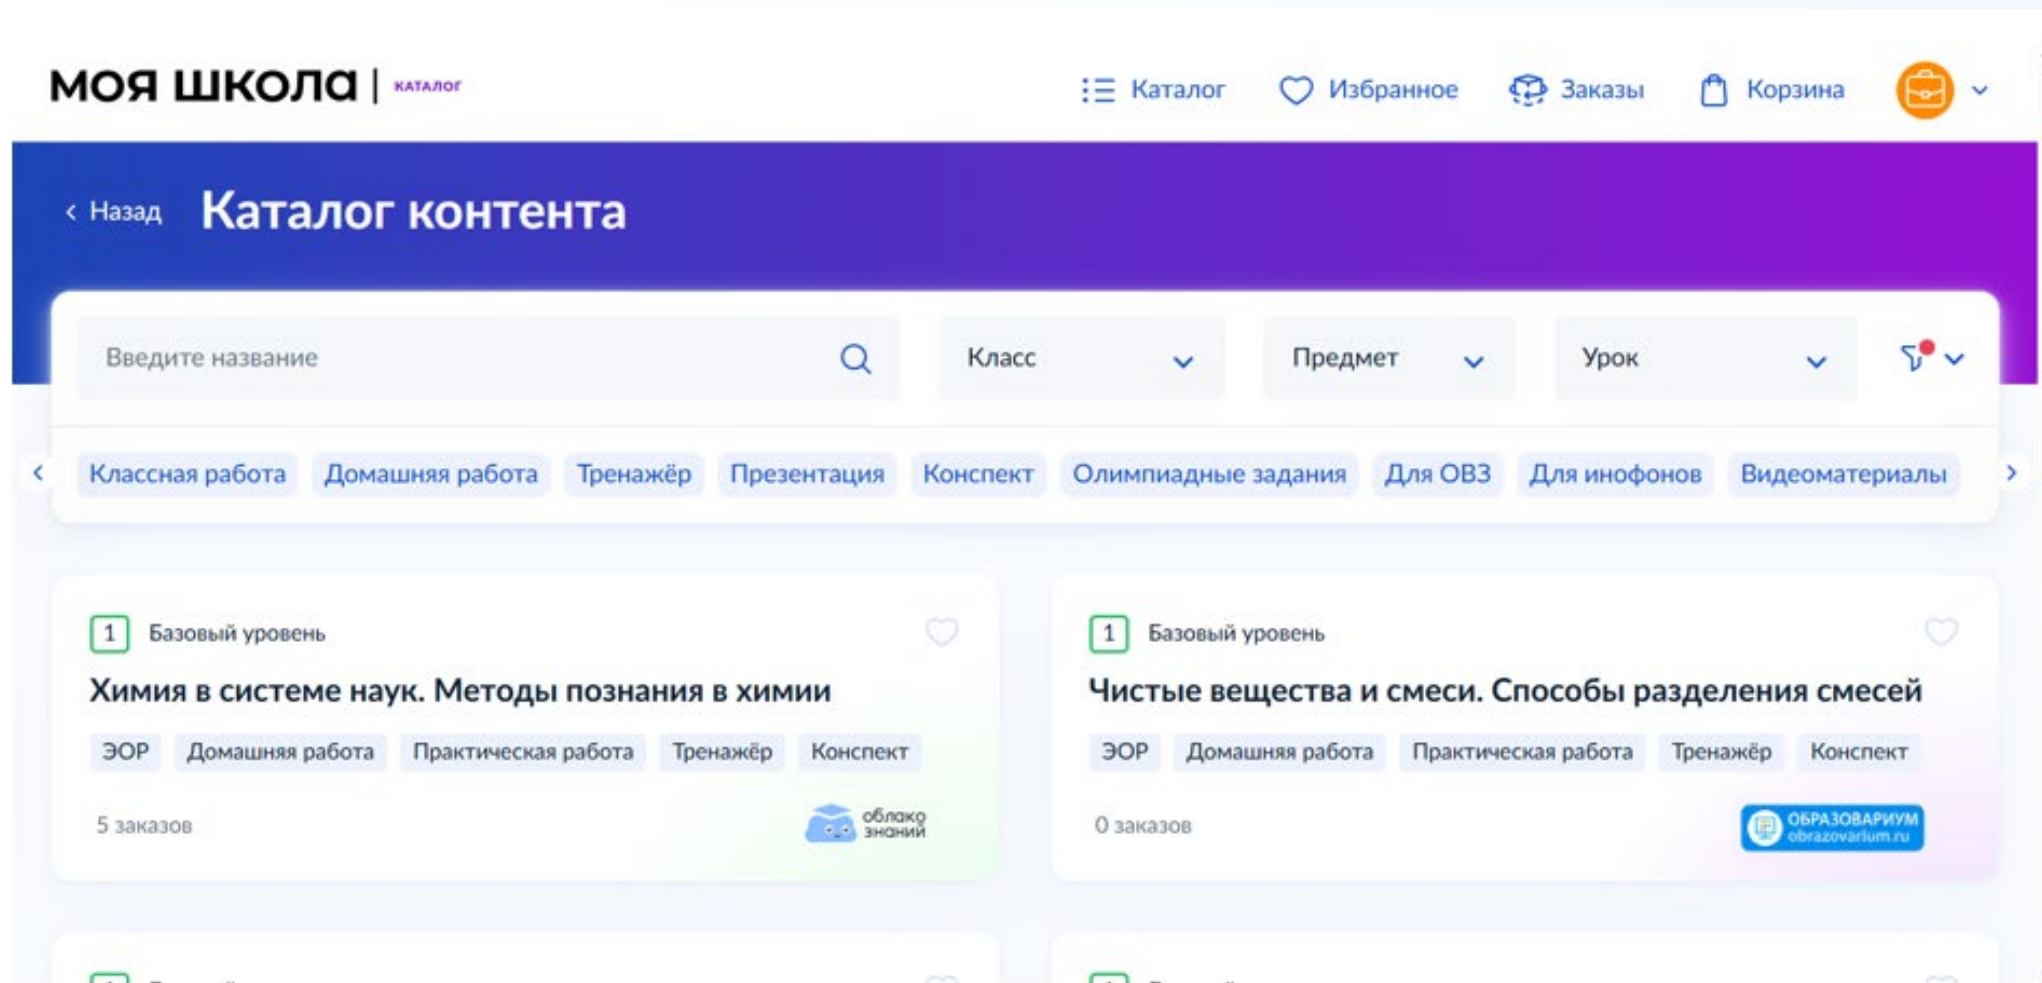 моя школа | КАТАЛОГ
Каталог Избранное Заказы Корзина
Назад Каталог контента
Введите название Класс Предмет Урок
Классная работа Домашняя работа Тренажёр Презентация Конспект Олимпиадные задания Для ОВЗ Для инофонов Видеоматериалы
1 Базовый уровень
Химия в системе наук. Методы познания в химии
ЭОР Домашняя работа Практическая работа Тренажёр Конспект
5 заказов
облако
знаний
1 Базовый уровень
Чистые вещества и смеси. Способы разделения смесей
ЭОР Домашняя работа Практическая работа Тренажёр Конспект
0 заказов
ОБРАЗОВАРИУМ
obrazovarium.ru